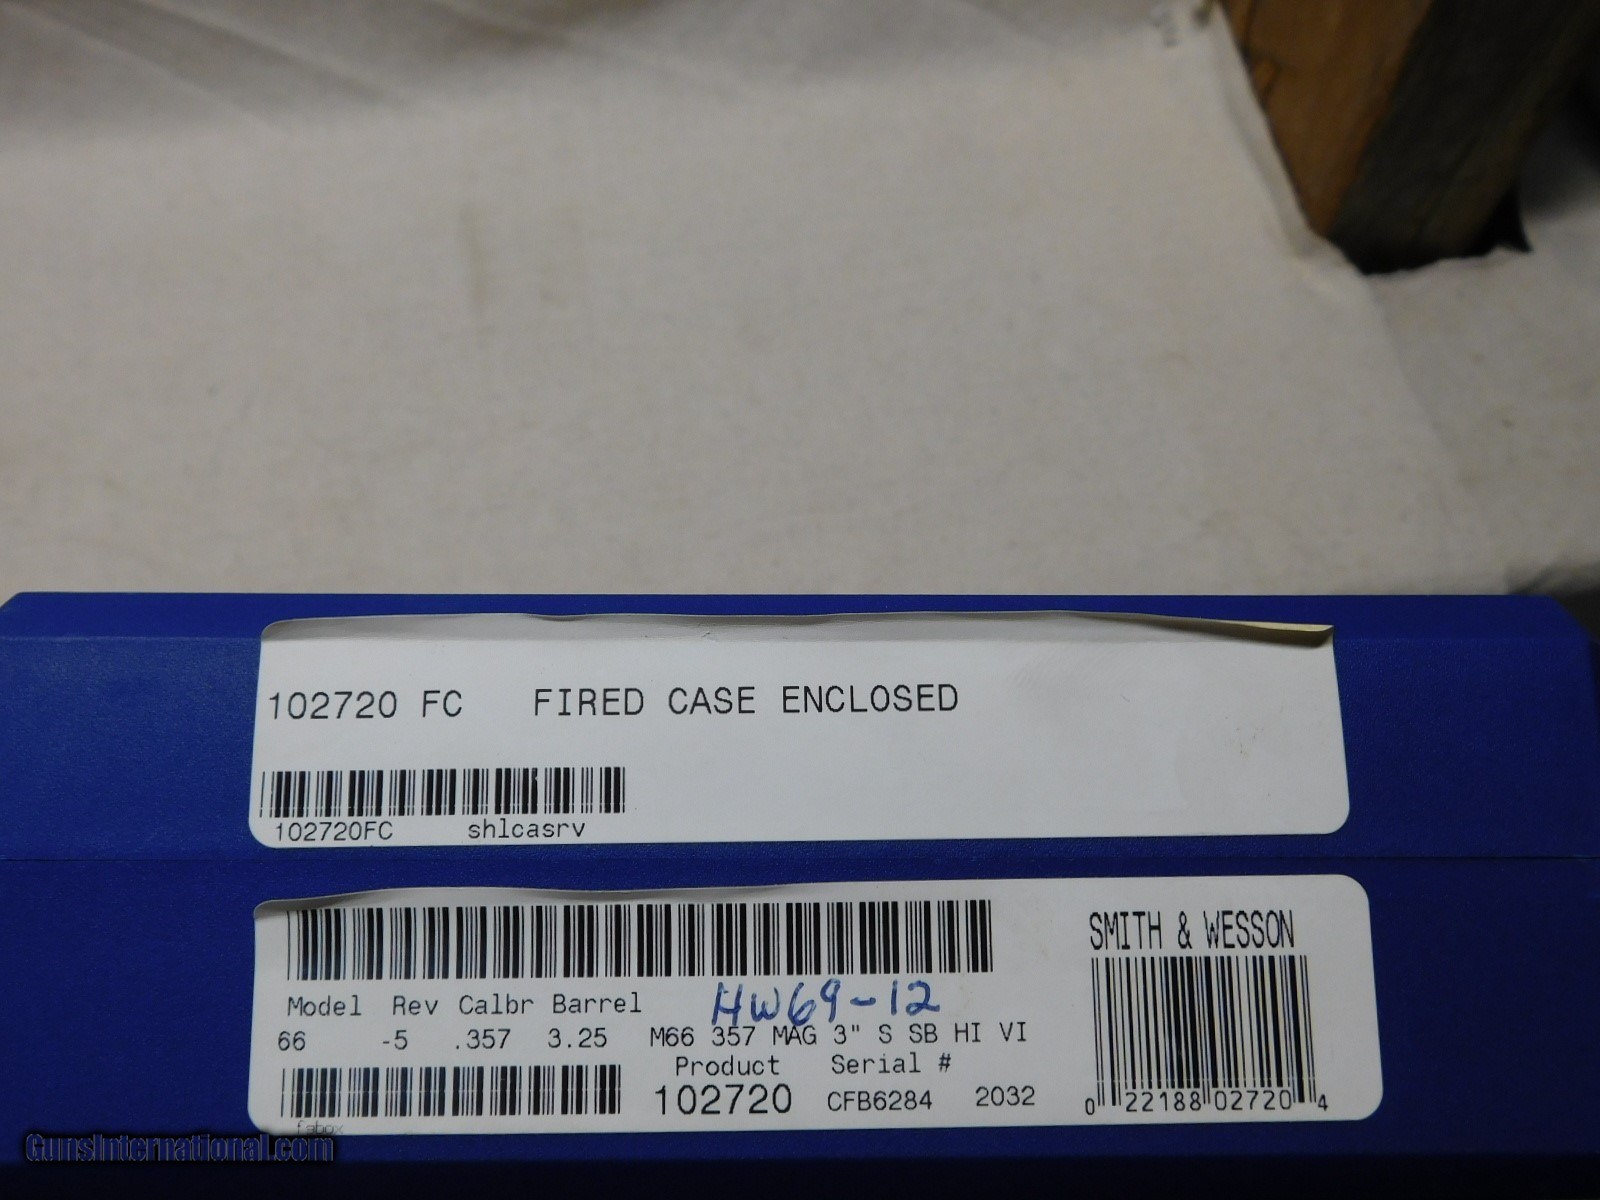 102720 FC FIRED CASE ENCLOSED
102720FC shlcasrv
SMITH & WESSON
Model Rev Calbr Barrel HW69-12
66 -5 .357 3.25 M66 357 MAG 3" S SB HI VI
Product Serial #
102720 CFB6284 2032
0 22188 02720 4
fabox
GunsInternational.com